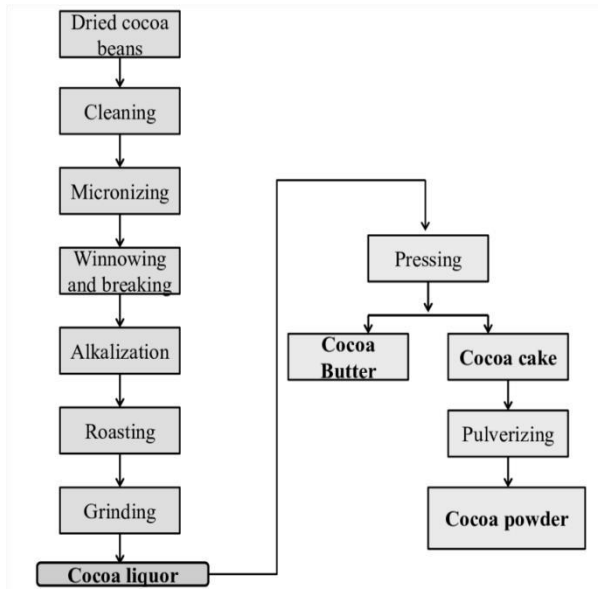 Dried cocoa
beans
Cleaning
Micronizing
Winnowing
and breaking
Alkalization
Roasting
Grinding
Cocoa liquor
Pressing
Cocoa
Butter
Cocoa cake
Pulverizing
Cocoa powder